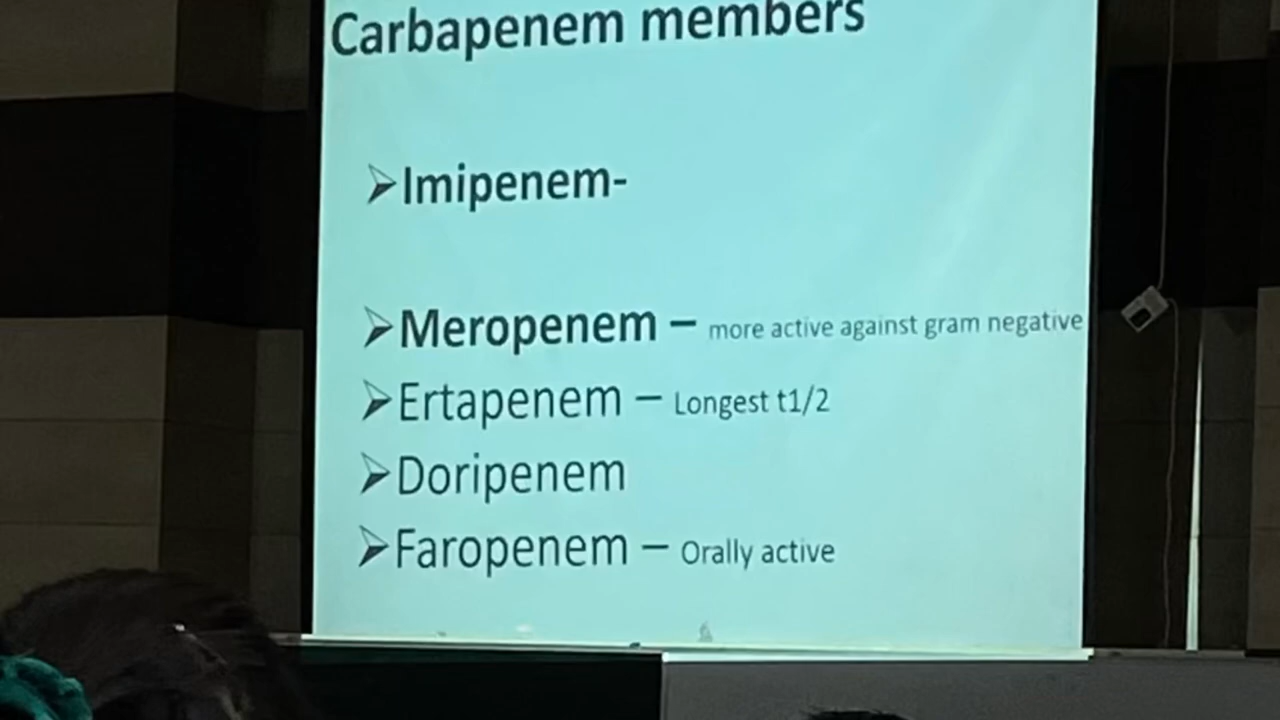 Carbapenem members
➢Imipenem-
➢Meropenem – more active against gram negative
➢Ertapenem – Longest t1/2
➢Doripenem
➢Faropenem – Orally active